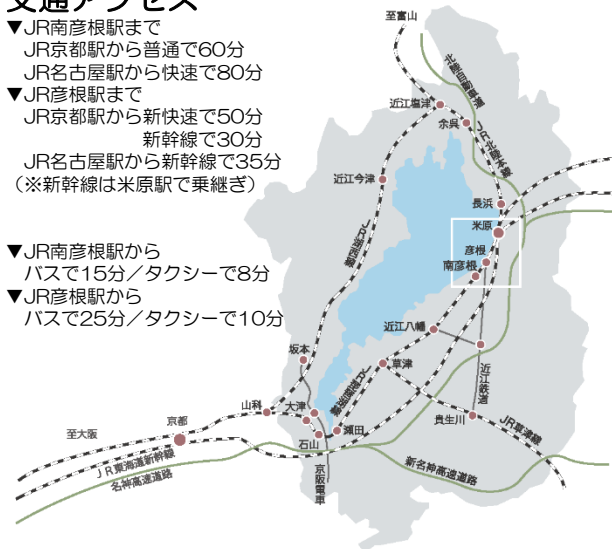 交通アクセス
▼JR南彦根駅まで
JR京都駅から普通で60分
JR名古屋駅から快速で80分
▼JR彦根駅まで
JR京都駅から新快速で50分
新幹線で30分
JR名古屋駅から新幹線で35分
（※新幹線は米原駅で乗継ぎ）
▼JR南彦根駅から
バスで15分／タクシーで8分
▼JR彦根駅から
バスで25分／タクシーで10分
至富山
北陸自動車道
近江塩津
余呉
JR北陸本線
近江今津
長浜
米原
JR湖西線
彦根
南彦根
近江八幡
坂本
草津
JR琵琶湖線
近江鉄道
山科
大津
貴生川
JR草津線
京都
至大阪
石山
瀬田
JR東海道新幹線
名神高速道路
京阪電車
新名神高速道路